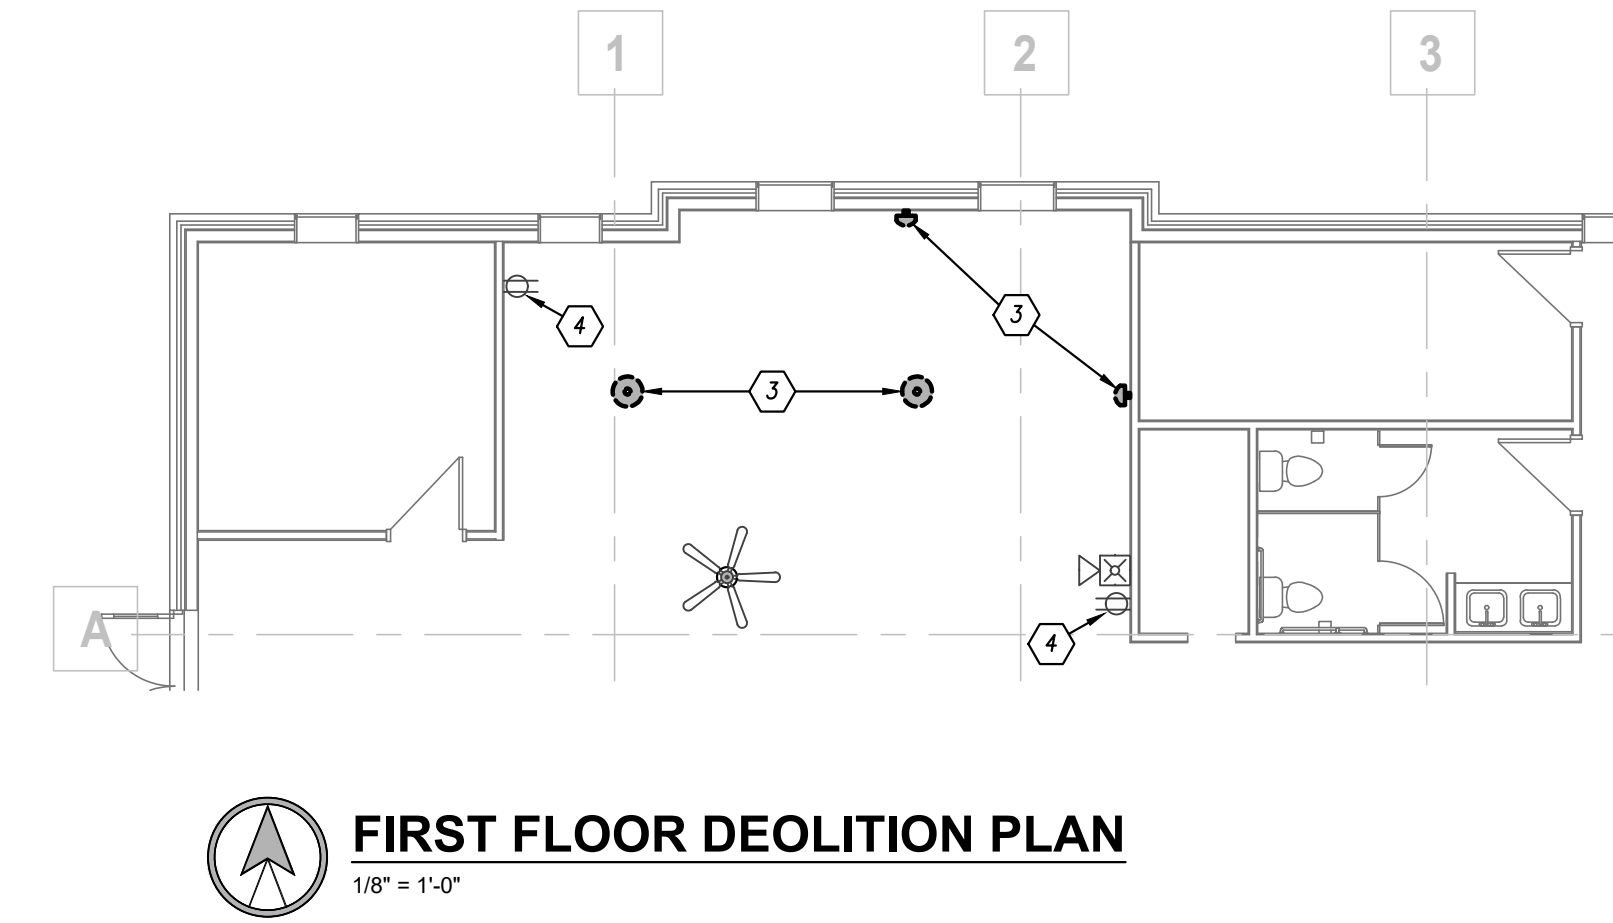 1
2
3
3
4
3
A
4
FIRST FLOOR DEOLITION PLAN
1/8" = 1'-0"